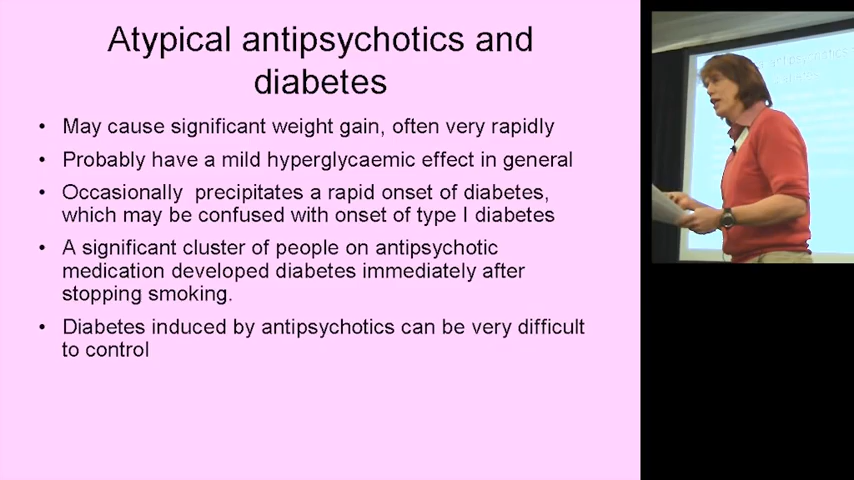 Atypical antipsychotics and
diabetes
• May cause significant weight gain, often very rapidly
• Probably have a mild hyperglycaemic effect in general
• Occasionally precipitates a rapid onset of diabetes,
which may be confused with onset of type I diabetes
• A significant cluster of people on antipsychotic
medication developed diabetes immediately after
stopping smoking.
• Diabetes induced by antipsychotics can be very difficult
to control
antipsychotics